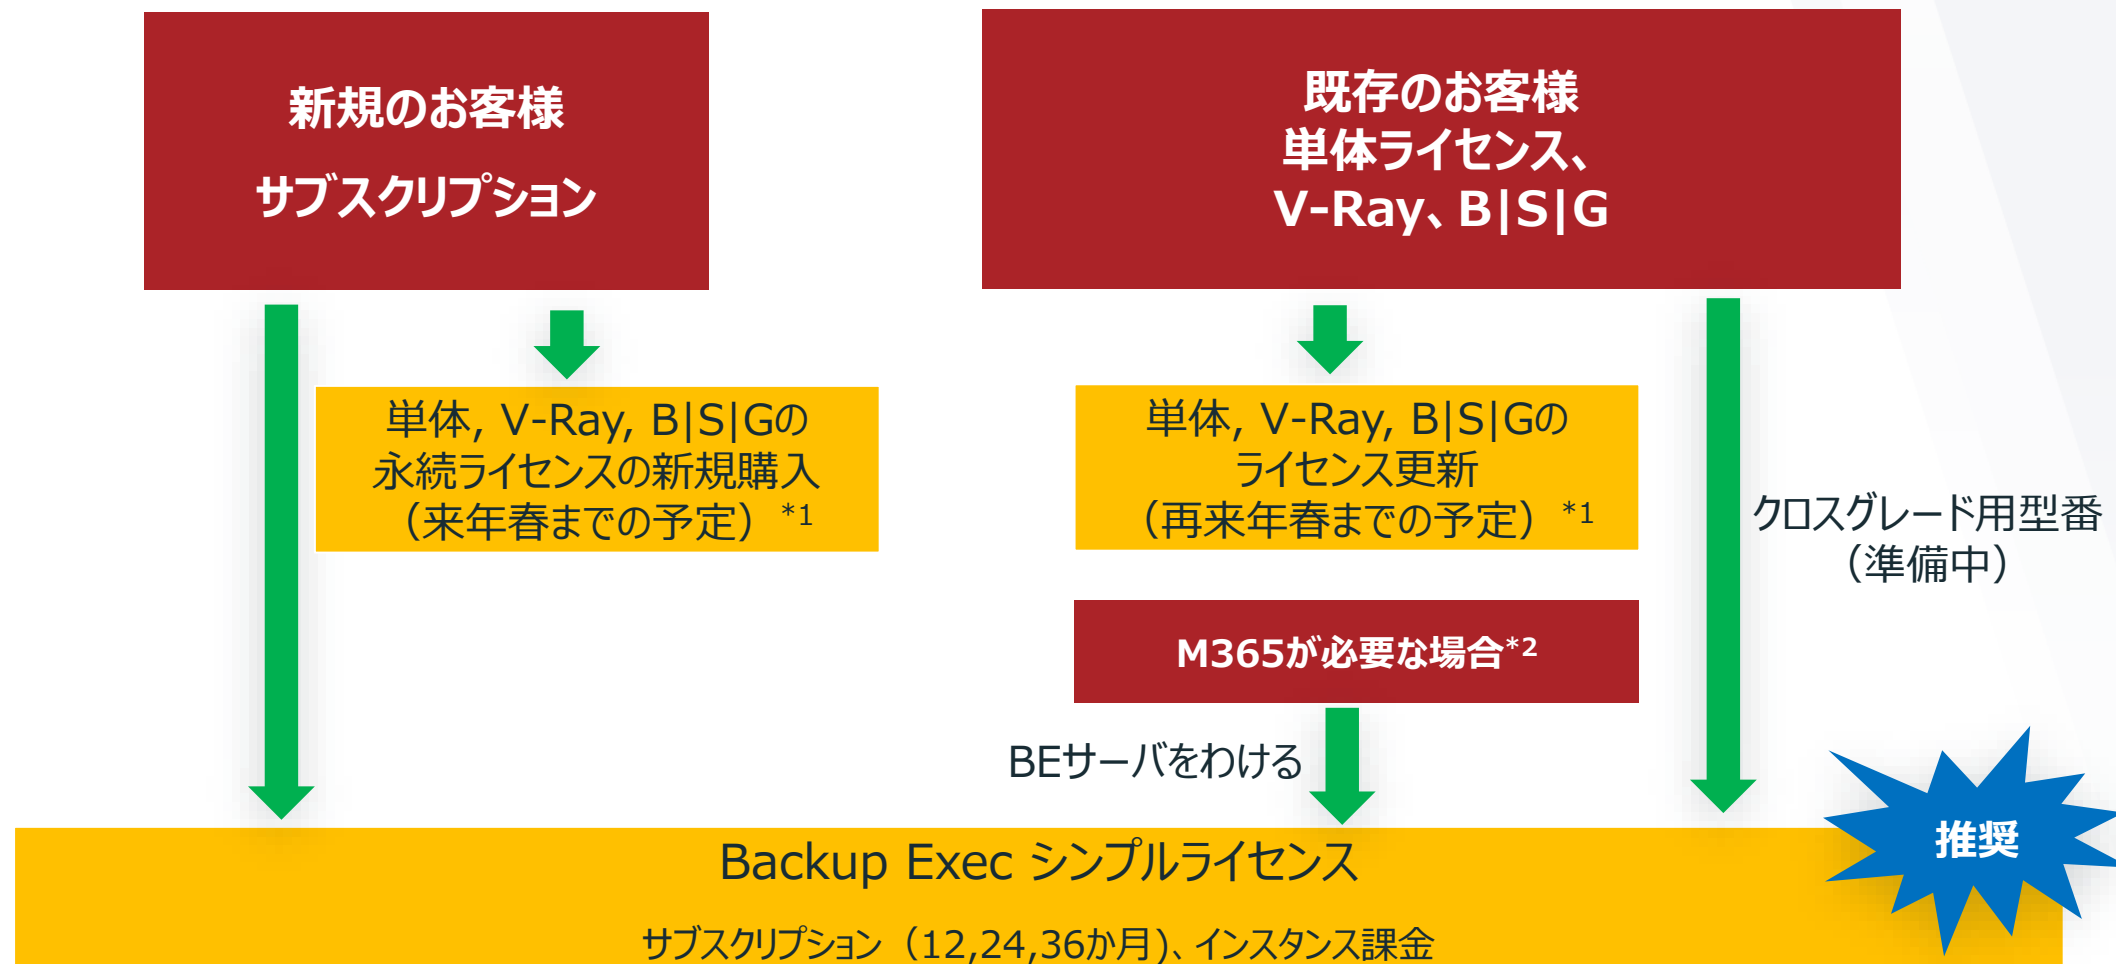 新規のお客様
サブスクリプション
既存のお客様
単体ライセンス、
V-Ray、B|S|G
単体, V-Ray, B|S|Gの
永続ライセンスの新規購入
（来年春までの予定）*1
単体, V-Ray, B|S|Gの
ライセンス更新
（再来年春までの予定）*1
クロスグレード用型番
（準備中）
M365が必要な場合*2
BEサーバをわける
推奨
Backup Exec シンプルライセンス
サブスクリプション（12,24,36か月)、インスタンス課金